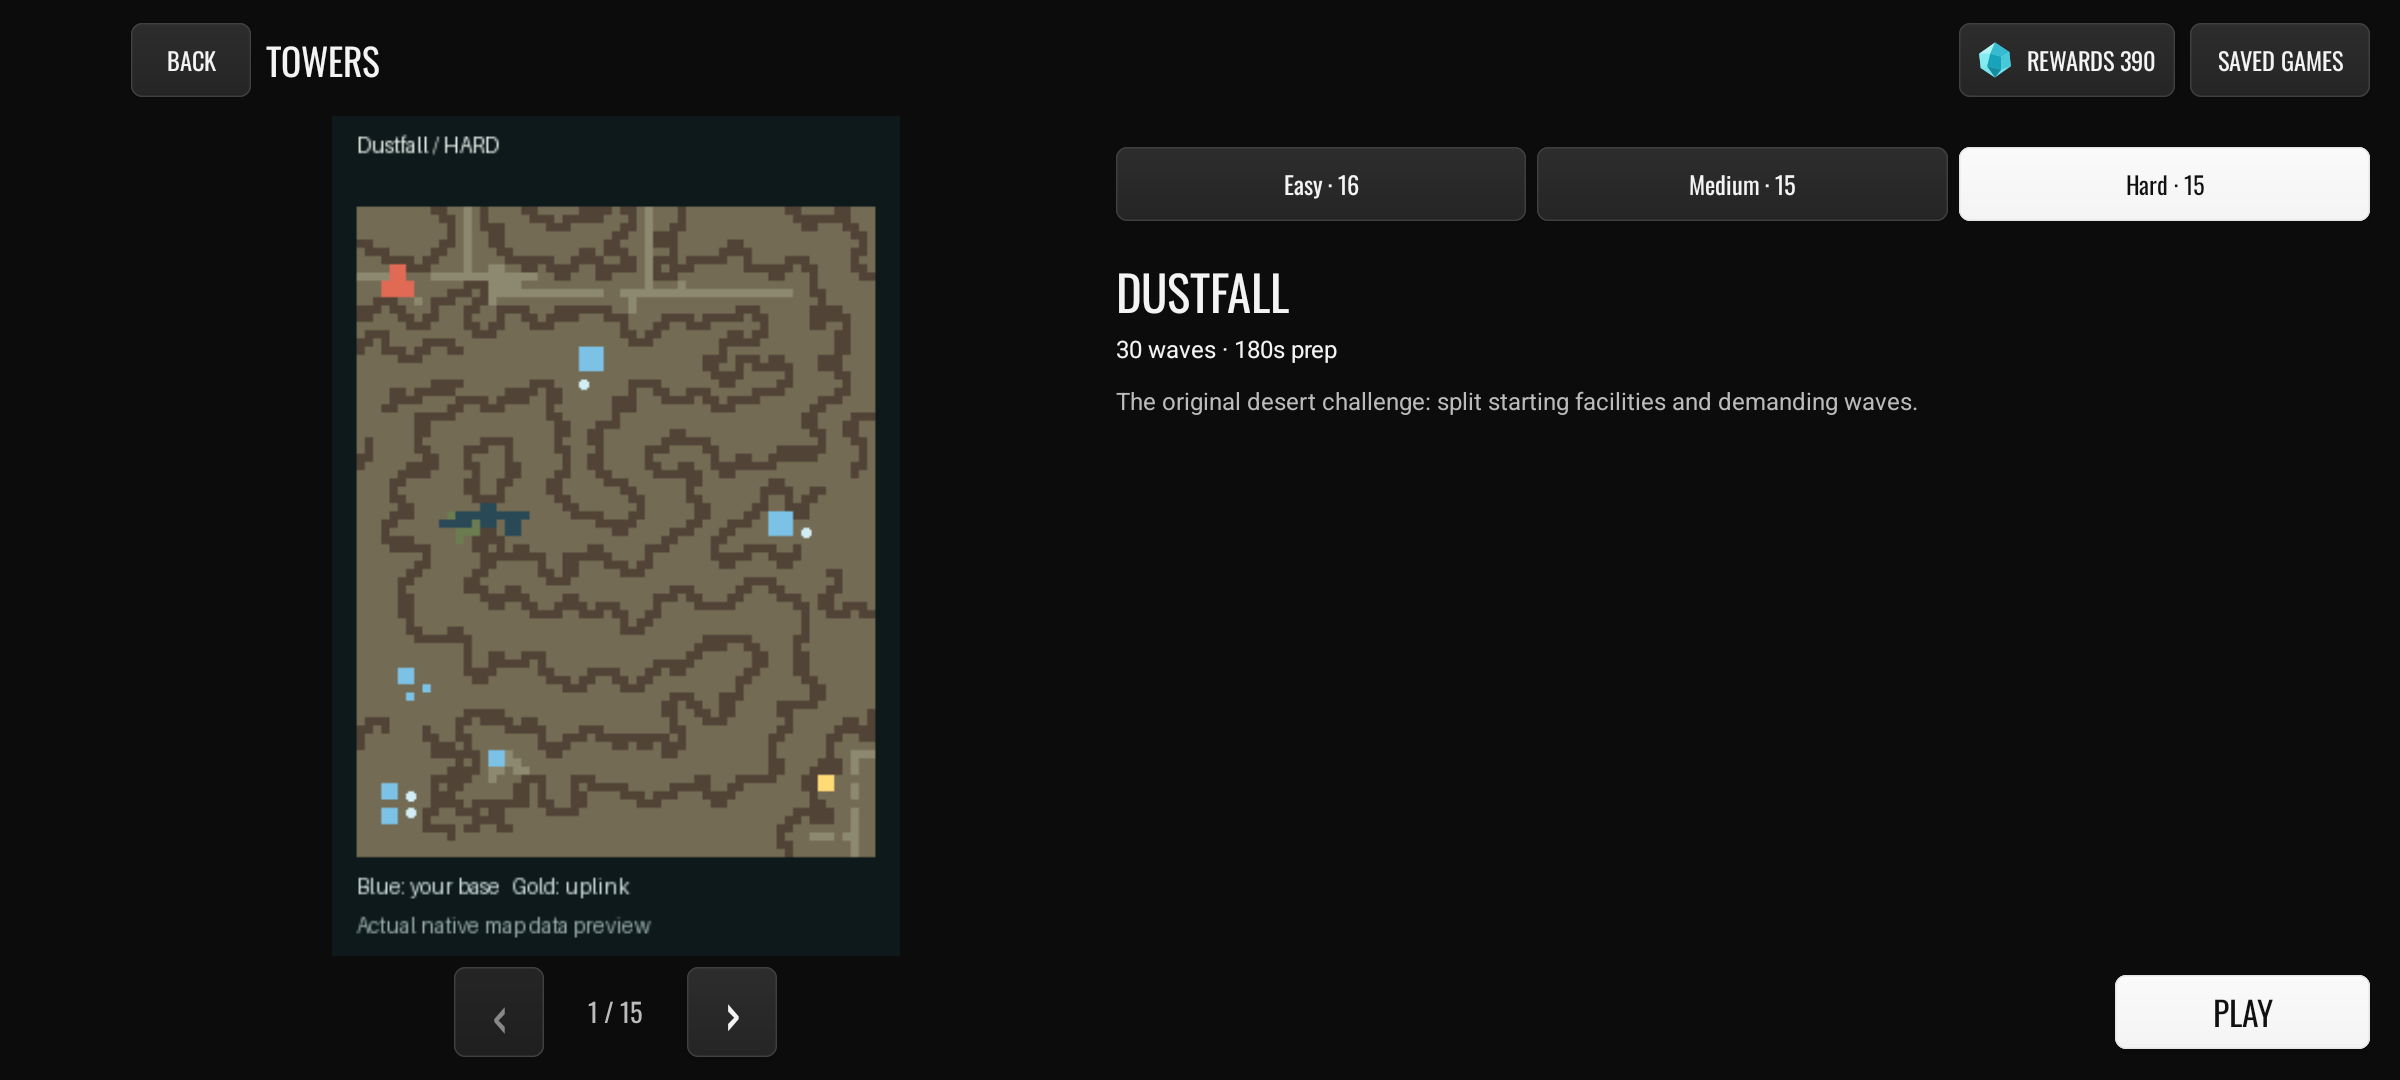 BACK
TOWERS
REWARDS 390
SAVED GAMES
Dustfall / HARD
Easy · 16
Medium · 15
Hard · 15
DUSTFALL
30 waves · 180s prep
The original desert challenge: split starting facilities and demanding waves.
Blue: your base Gold: uplink
Actual native map data preview
‹
1 / 15
›
PLAY